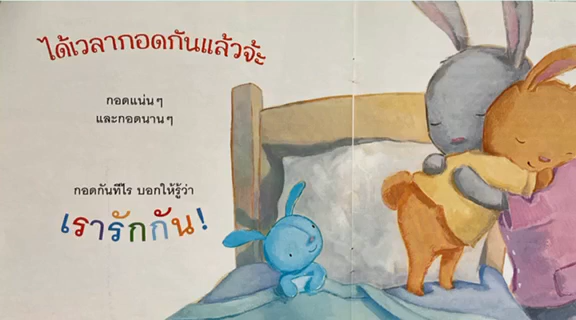 ได้เวลากอดกันแล้วจ้ะ
กอดแน่น ๆ
และกอดนาน ๆ
กอดกันทีไร บอกให้รู้ว่า
เรารักกัน!